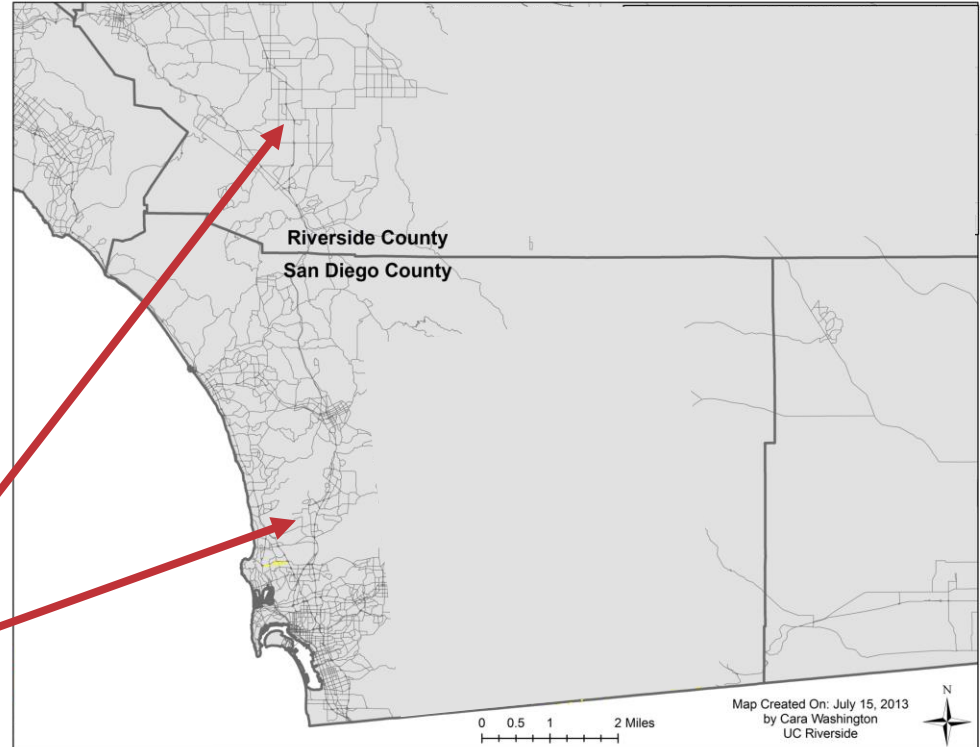 Riverside County
San Diego County
0 0.5 1 2 Miles
Map Created On: July 15, 2013
by Cara Washington
UC Riverside
N